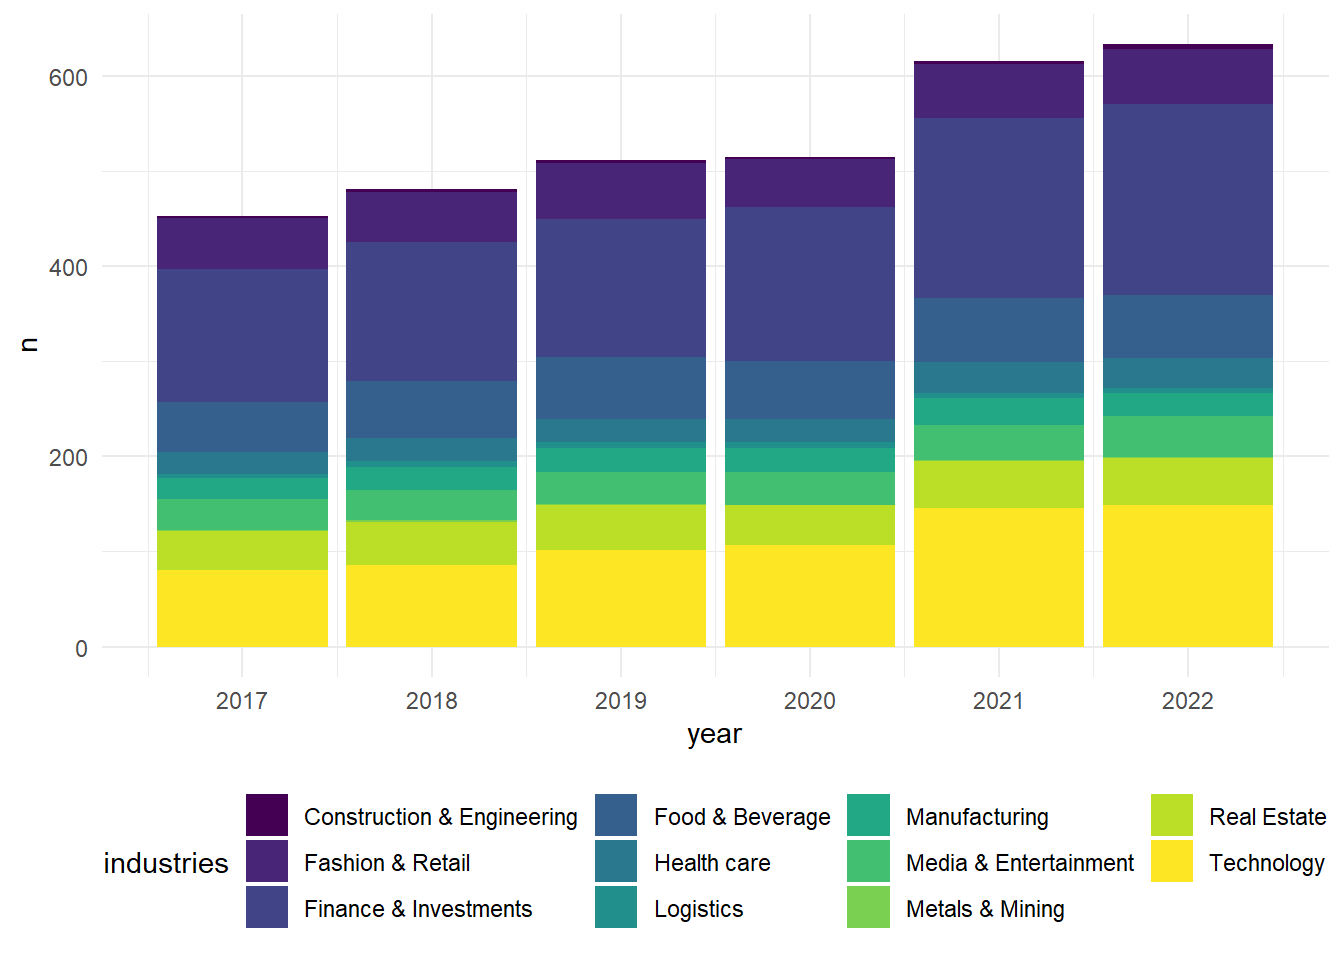 600
400
200
0
n
2017 2018 2019 2020 2021 2022
year
industries
Construction & Engineering
Fashion & Retail
Finance & Investments
Food & Beverage
Health care
Logistics
Manufacturing
Media & Entertainment
Metals & Mining
Real Estate
Technology